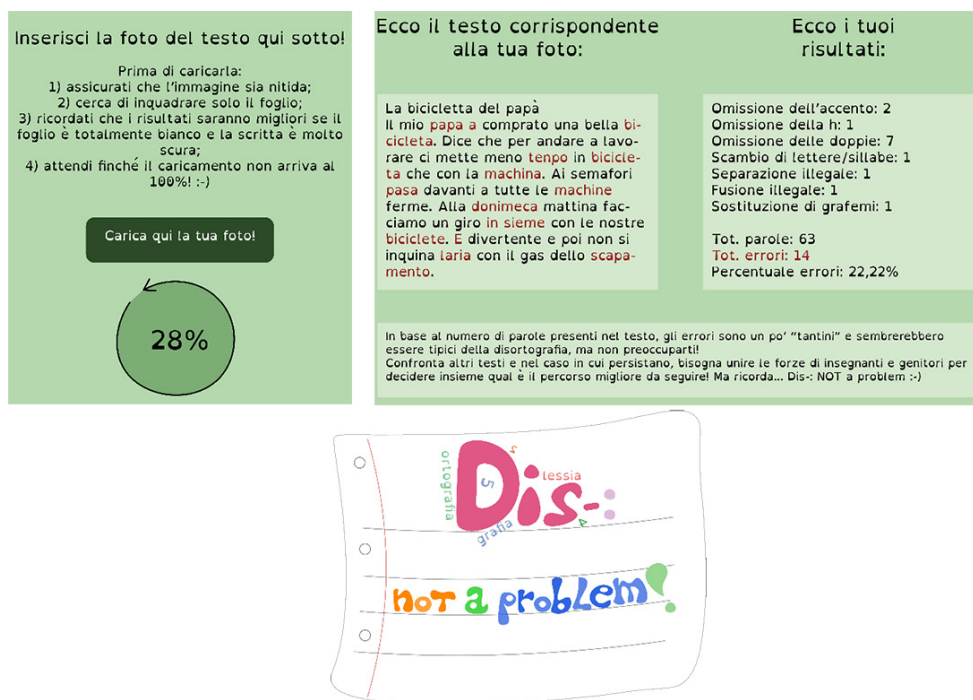 Inserisci la foto del testo qui sotto!
Prima di caricarla:
1) assicurati che l'immagine sia nitida;
2) cerca di inquadrare solo il foglio;
3) ricordati che i risultati saranno migliori se il
foglio è totalmente bianco e la scritta è molto
scura;
4) attendi finché il caricamento non arriva al
100%! :-)
Carica qui la tua foto!
28%
Ecco il testo corrispondente
alla tua foto:
La bicicletta del papà
Il mio papa a comprato una bella bi-
cicleta. Dice che per andare a lavo-
rare ci mette meno tenpo in bicicle-
ta che con la machina. Ai semafori
pasa davanti a tutte le machine
ferme. Alla donimeca mattina fac-
ciamo un giro in sieme con le nostre
biciclete. E divertente e poi non si
inquina laria con il gas dello scapa-
mento.
Ecco i tuoi
risultati:
Omissione dell'accento: 2
Omissione della h: 1
Omissione delle doppie: 7
Scambio di lettere/sillabe: 1
Separazione illegale: 1
Fusione illegale: 1
Sostituzione di grafemi: 1
Tot. parole: 63
Tot. errori: 14
Percentuale errori: 22,22%
In base al numero di parole presenti nel testo, gli errori sono un po' "tantini" e sembrerebbero
essere tipici della disortografia, ma non preoccuparti!
Confronta altri testi e nel caso in cui persistano, bisogna unire le forze di insegnanti e genitori per
decidere insieme qual è il percorso migliore da seguire! Ma ricorda... Dis-: NOT a problem :-)
Dis-:
ortografia
lessia
grafia
5
4
not a problem!